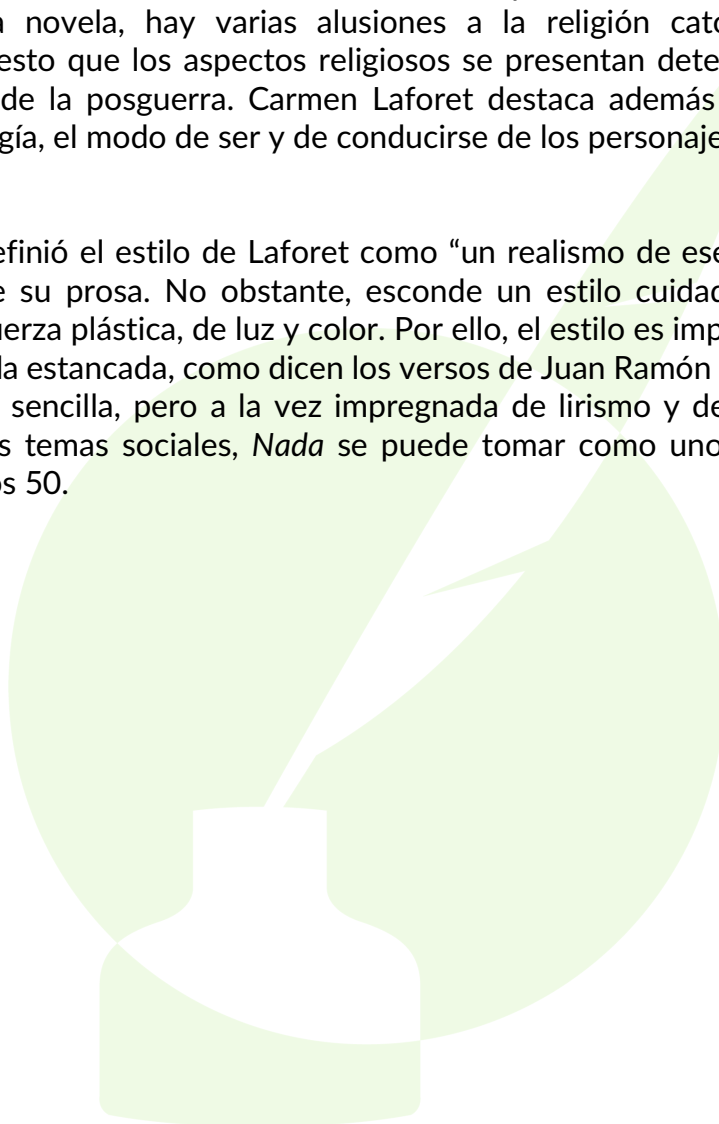 a novela, hay varias alusiones a la religión cato
esto que los aspectos religiosos se presentan dete
de la posguerra. Carmen Laforet destaca además
gía, el modo de ser y de conducirse de los personaje
efinió el estilo de Laforet como “un realismo de ese
e su prosa. No obstante, esconde un estilo cuidad
uerza plástica, de luz y color. Por ello, el estilo es imp
da estancada, como dicen los versos de Juan Ramón
sencilla, pero a la vez impregnada de lirismo y de
s temas sociales, Nada se puede tomar como uno
os 50.